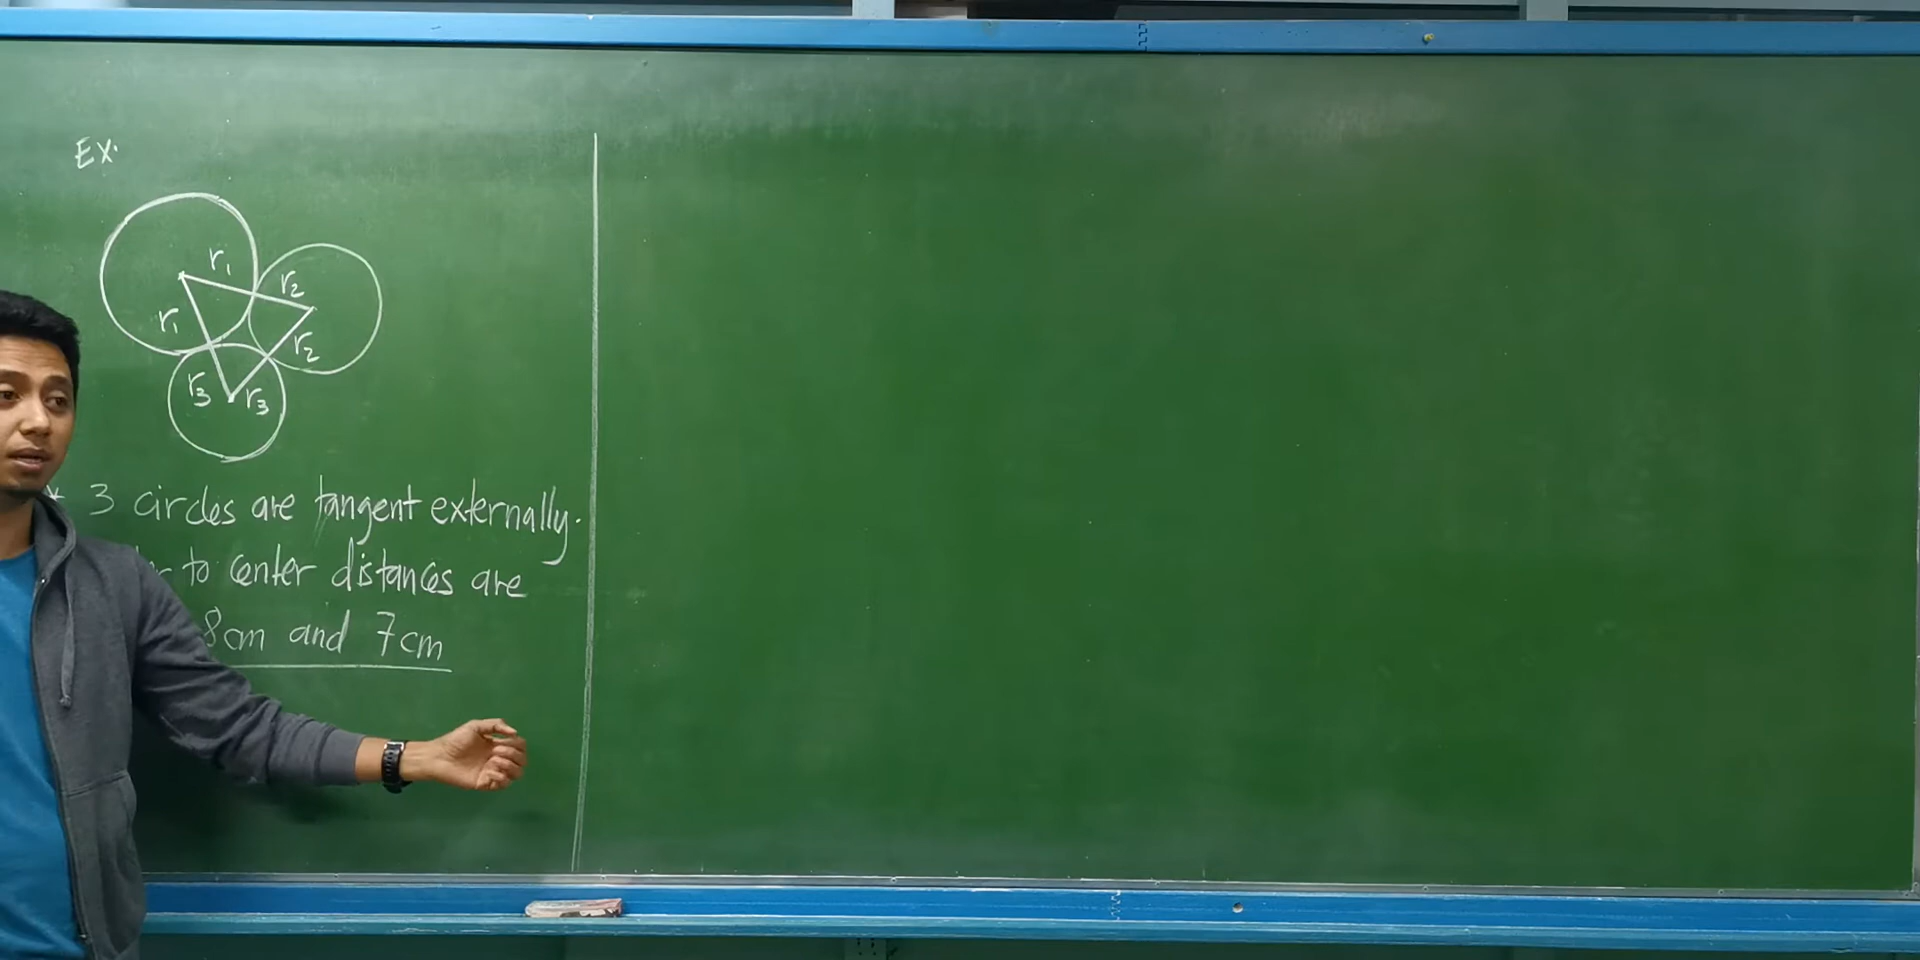 Ex.
r1
r2
r1
r2
r3
r3
* 3 circles are tangent externally.
to center distances are
8cm and 7cm